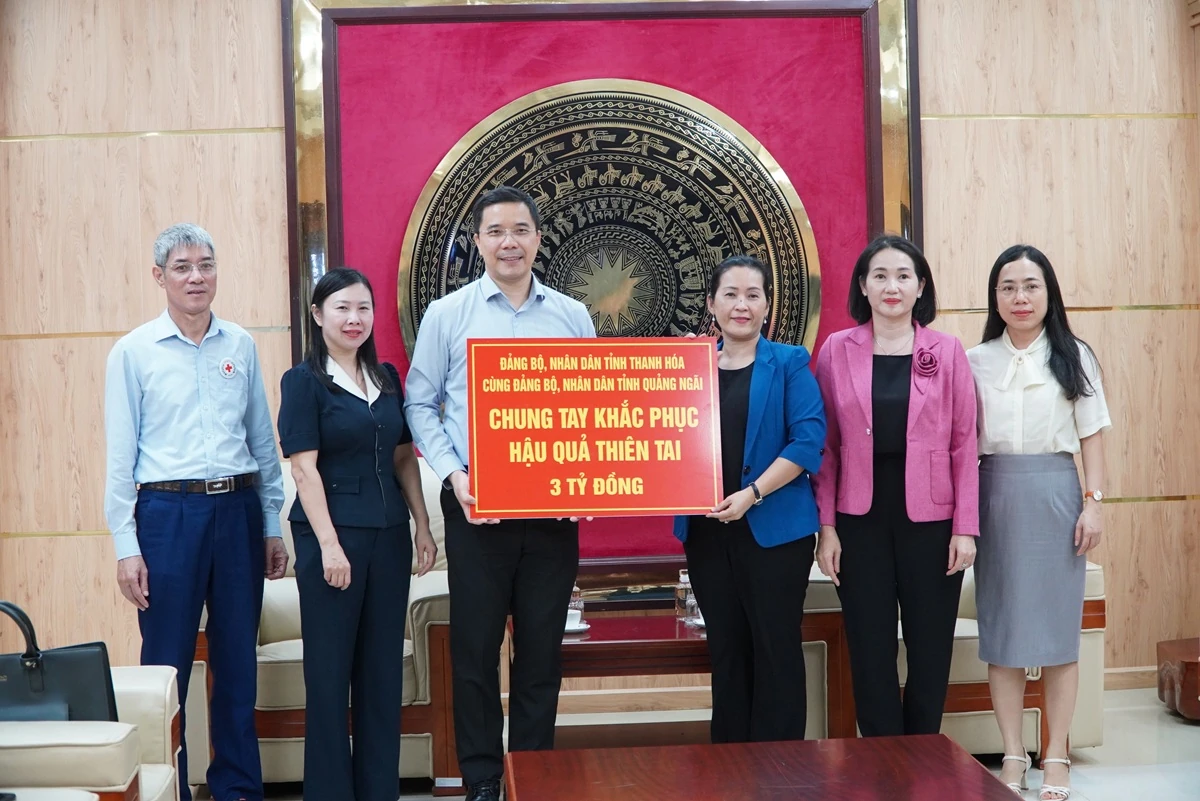 ĐẢNG BỘ, NHÂN DÂN TỈNH THANH HÓA
CÙNG ĐẢNG BỘ, NHÂN DÂN TỈNH QUẢNG NGÃI
CHUNG TAY KHẮC PHỤC
HẬU QUẢ THIÊN TAI
3 TỶ ĐỒNG